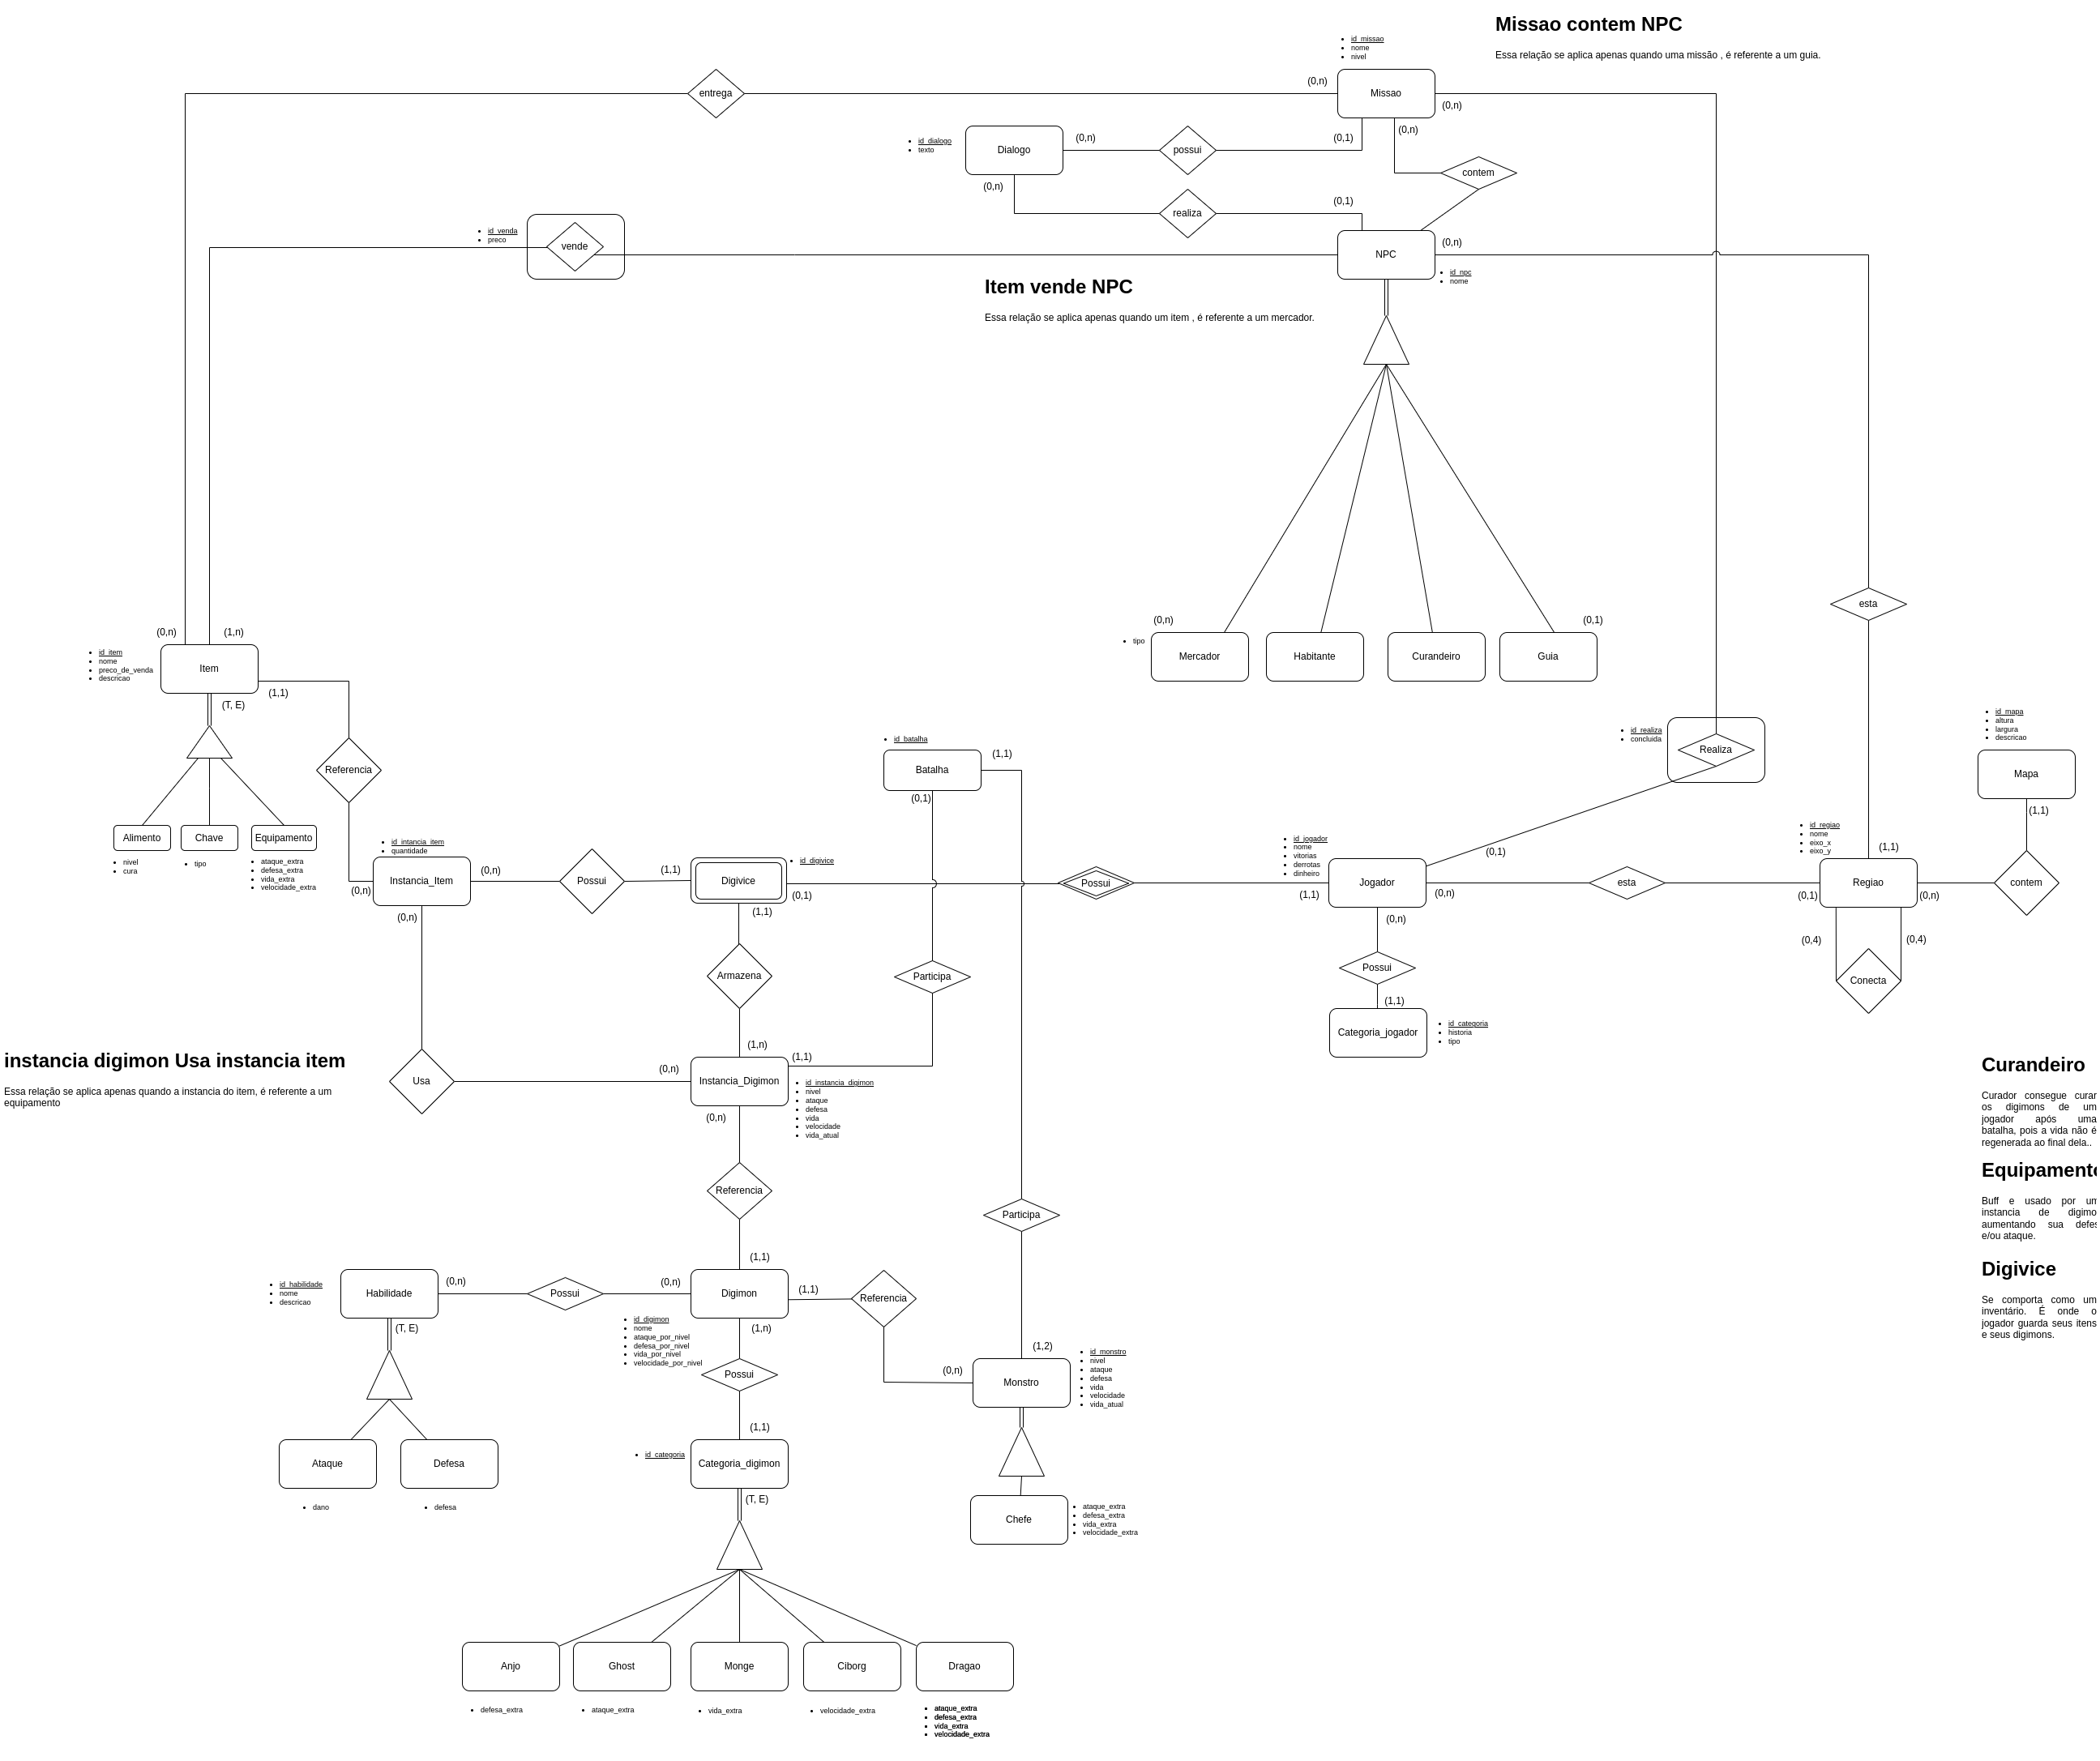 Missao contem NPC
Essa relação se aplica apenas quando uma missão , é referente a um guia.
id_missao
nome
nivel
(0,n)
entrega
Missao
(0,n)
(0,n)
id_dialogo
texto
Dialogo
(0,n)
possui
(0,1)
contem
(0,n)
realiza
(0,1)
id_venda
preco
vende
NPC
(0,n)
id_npc
nome
Item vende NPC
Essa relação se aplica apenas quando um item , é referente a um mercador.
esta
(0,n)
(0,1)
tipo
Mercador
Habitante
Curandeiro
Guia
(0,n)
(1,n)
id_item
nome
preco_de_venda
descricao
Item
(1,1)
(T, E)
Referencia
Alimento
Chave
Equipamento
nivel
cura
tipo
ataque_extra
defesa_extra
vida_extra
velocidade_extra
id_batalha
Batalha
(1,1)
(0,1)
id_realiza
concluida
Realiza
id_mapa
altura
largura
descricao
Mapa
(1,1)
id_intancia_item
quantidade
Instancia_Item
(0,n)
(0,n)
(0,n)
Possui
(1,1)
Digivice
id_digivice
(0,1)
(1,1)
Possui
id_jogador
nome
vitorias
derrotas
dinheiro
(1,1)
Jogador
(0,1)
(0,n)
(0,n)
esta
id_regiao
nome
eixo_x
eixo_y
(1,1)
(0,1)
Regiao
(0,n)
contem
(0,4)
(0,4)
Conecta
Armazena
Participa
Possui
(1,1)
Categoria_jogador
id_categoria
historia
tipo
instancia digimon Usa instancia item
Essa relação se aplica apenas quando a instancia do item, é referente a um
equipamento
Usa
(0,n)
(1,n)
(1,1)
Instancia_Digimon
id_instancia_digimon
nivel
ataque
defesa
vida
velocidade
vida_atual
(0,n)
Curandeiro
Curador consegue curar
os digimons de um
jogador após uma
batalha, pois a vida não é
regenerada ao final dela..
Equipamento
Buff e usado por um
instancia de digimo
aumentando sua defes
e/ou ataque.
Digivice
Se comporta como um
inventário. É onde o
jogador guarda seus itens
e seus digimons.
Referencia
Participa
(1,1)
id_habilidade
nome
descricao
Habilidade
(0,n)
Possui
(0,n)
Digimon
(1,1)
Referencia
(T, E)
id_digimon
nome
ataque_por_nivel
defesa_por_nivel
vida_por_nivel
velocidade_por_nivel
(1,n)
Possui
(0,n)
(1,2)
Monstro
id_monstro
nivel
ataque
defesa
vida
velocidade
vida_atual
(1,1)
id_categoria
Categoria_digimon
(T, E)
Ataque
Defesa
dano
defesa
Chefe
ataque_extra
defesa_extra
vida_extra
velocidade_extra
Anjo
Ghost
Monge
Ciborg
Dragao
defesa_extra
ataque_extra
vida_extra
velocidade_extra
ataque_extra
defesa_extra
vida_extra
velocidade_extra